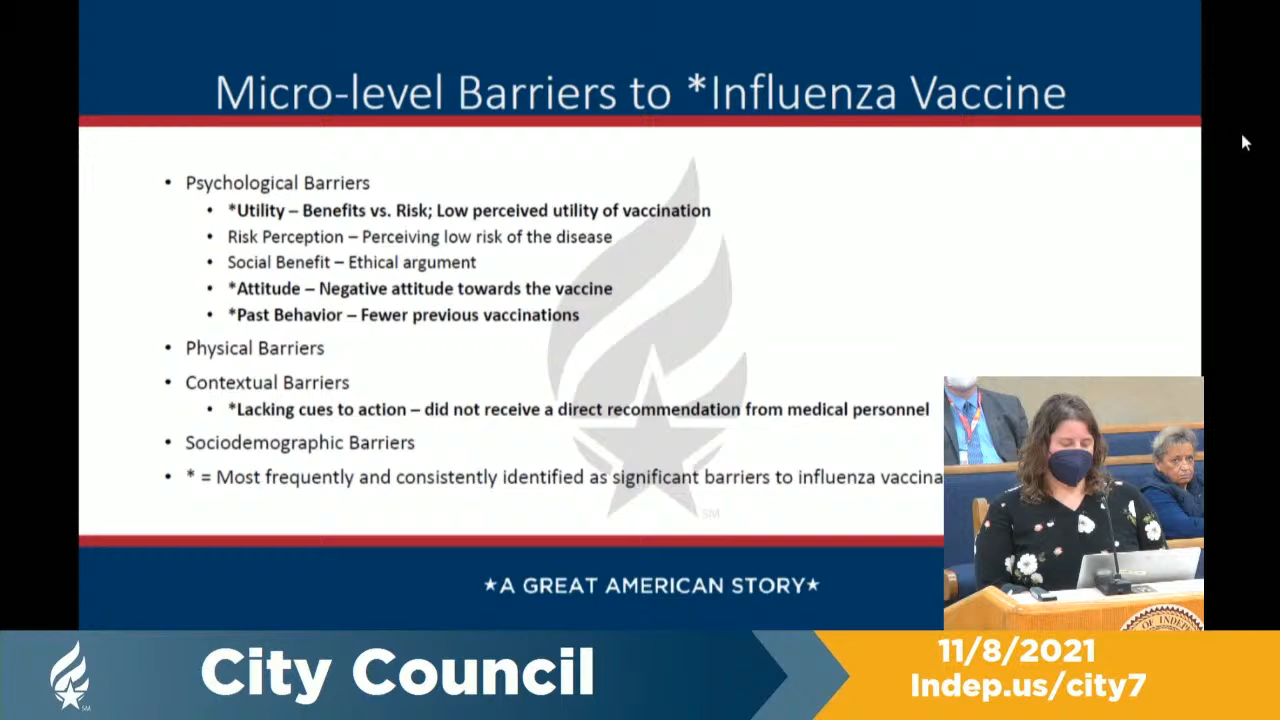 Micro-level Barriers to *Influenza Vaccine
• Psychological Barriers
• *Utility – Benefits vs. Risk; Low perceived utility of vaccination
• Risk Perception – Perceiving low risk of the disease
• Social Benefit – Ethical argument
• *Attitude – Negative attitude towards the vaccine
• *Past Behavior – Fewer previous vaccinations
• Physical Barriers
• Contextual Barriers
• *Lacking cues to action – did not receive a direct recommendation from medical personnel
• Sociodemographic Barriers
• * = Most frequently and consistently identified as significant barriers to influenza vaccina
SM
★A GREAT AMERICAN STORY★
OF INDEP
City Council
SM
11/8/2021
Indep.us/city7